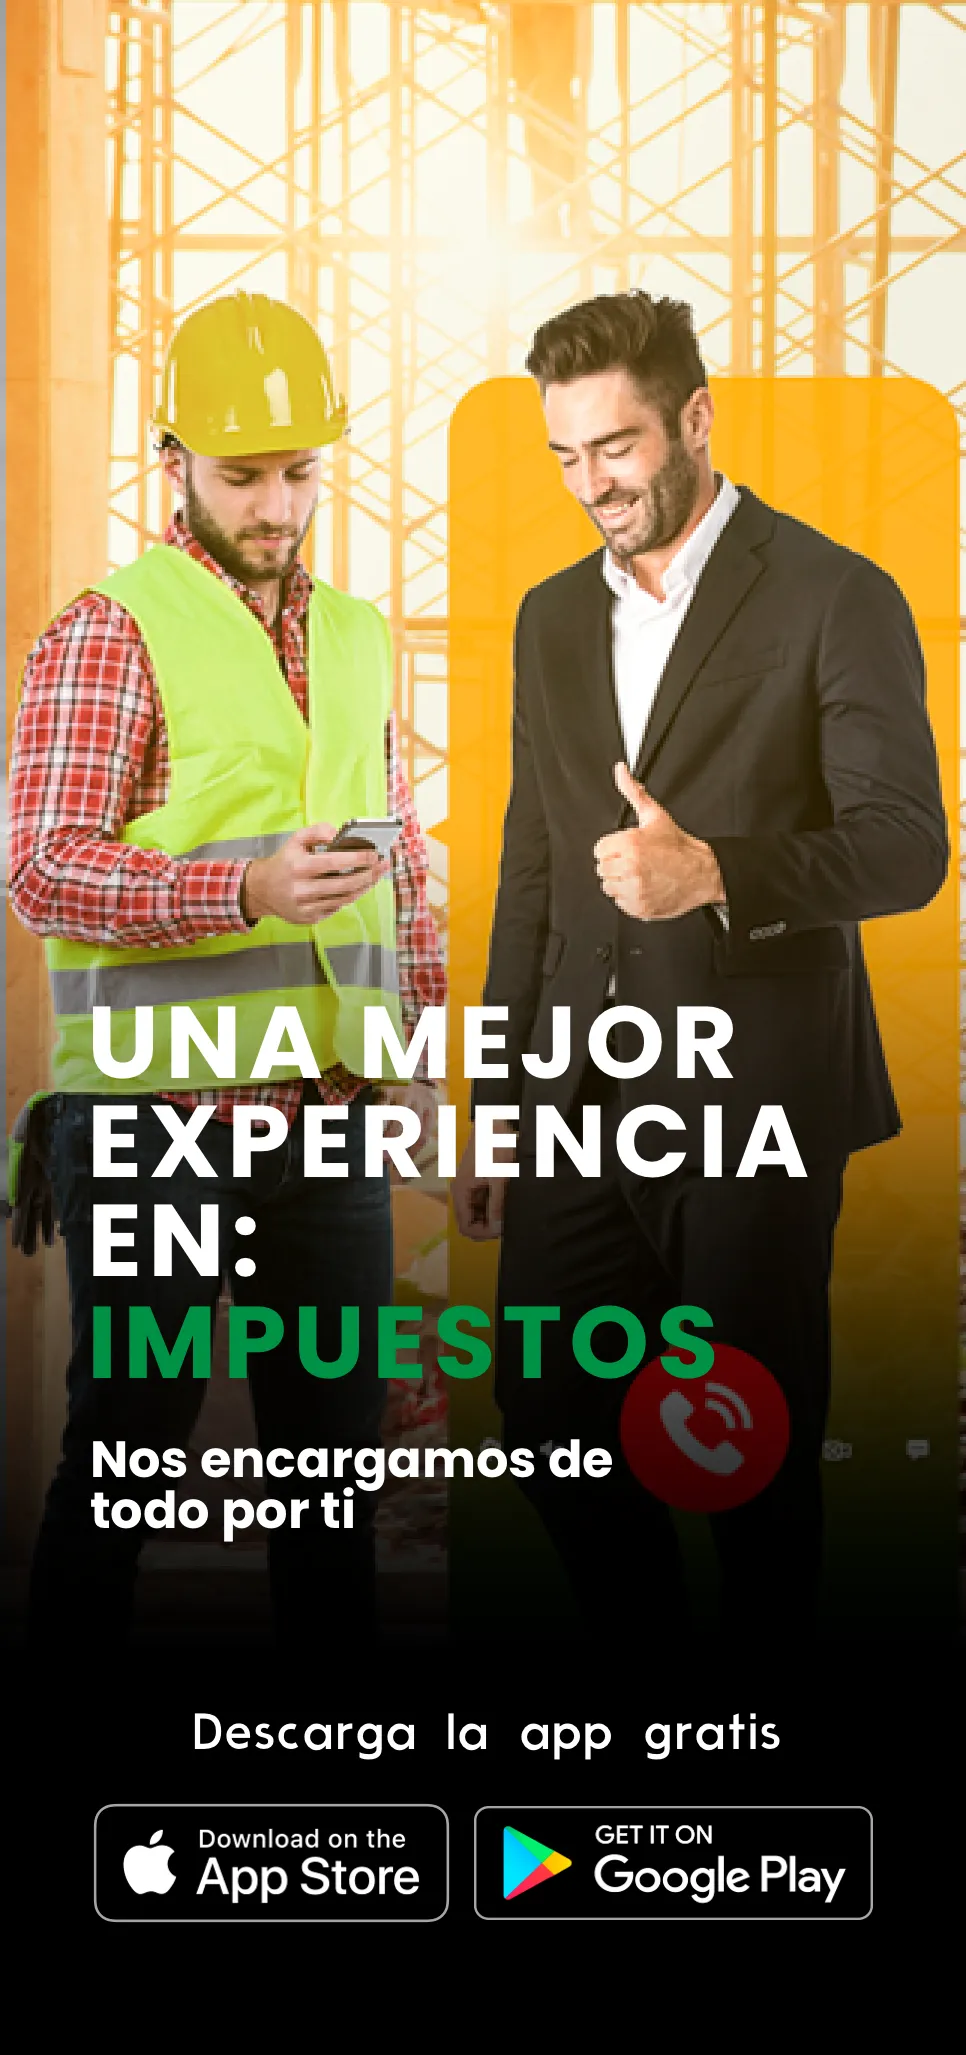 UNA MEJOR
EXPERIENCIA
EN:
IMPUESTOS
Nos encargamos de
todo por ti
Descarga la app gratis
Download on the
App Store
GET IT ON
Google Play